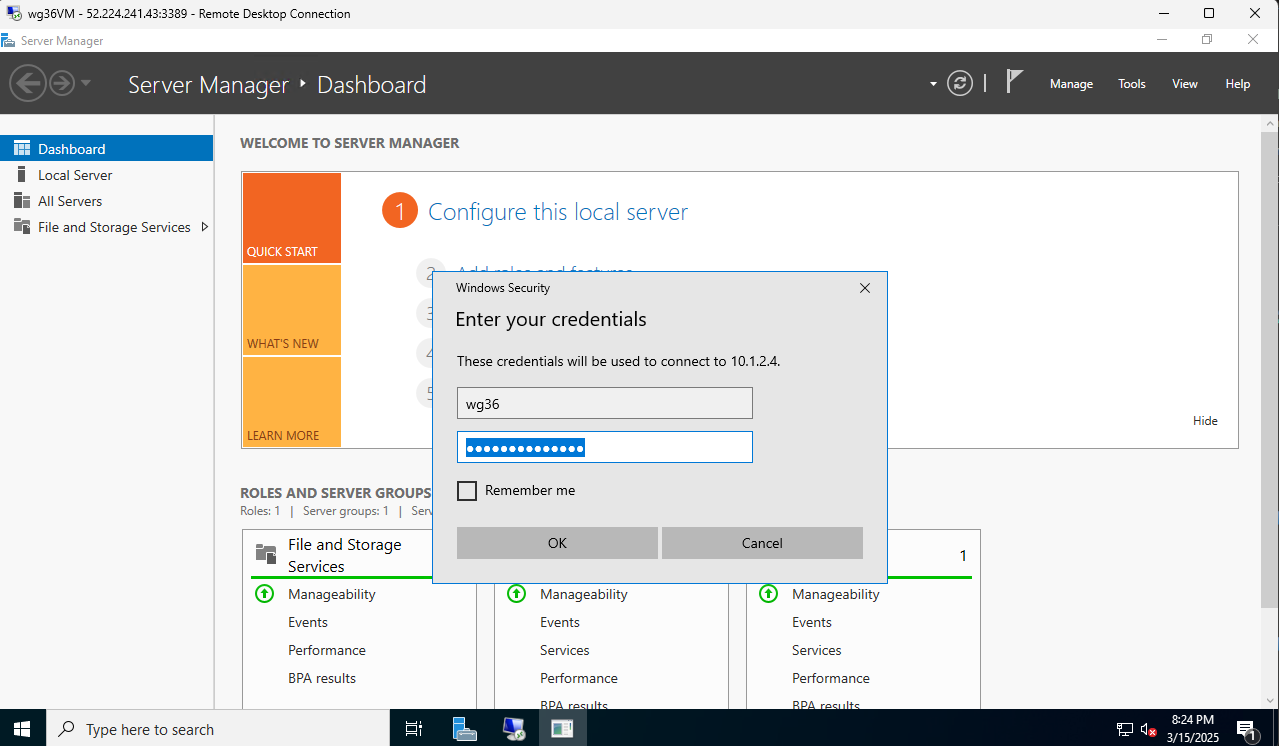 wg36VM - 52.224.241.43:3389 - Remote Desktop Connection
Server Manager
Server Manager ‣ Dashboard
Manage Tools View Help
Dashboard
Local Server
All Servers
File and Storage Services
WELCOME TO SERVER MANAGER
QUICK START
WHAT'S NEW
LEARN MORE
1 Configure this local server
2 Add roles and features
3
4
5
Hide
Windows Security
Enter your credentials
These credentials will be used to connect to 10.1.2.4.
wg36
●●●●●●●●●●●●●●
Remember me
OK Cancel
ROLES AND SERVER GROUPS
Roles: 1 | Server groups: 1 |
File and Storage
Services
Manageability
Events
Performance
BPA results
Manageability
Events
Services
Performance
BPA results
1
Manageability
Events
Services
Performance
BPA results
Type here to search
8:24 PM
3/15/2025
1